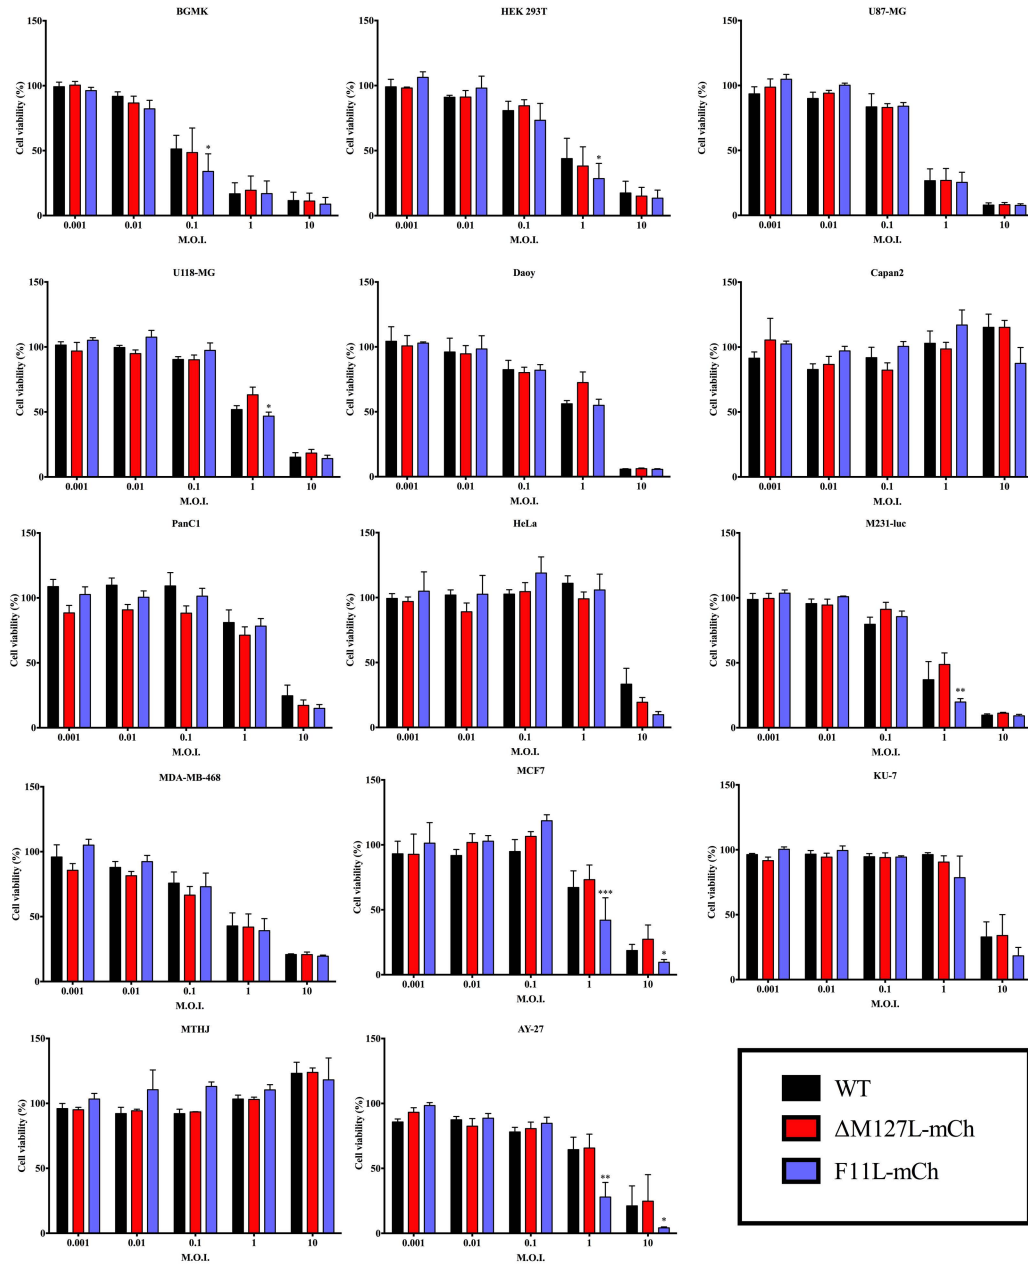 BGMK
Cell viability (%)
150
100
50
0
*
0.001 0.01 0.1 1 10
M.O.I.
HEK 293T
Cell viability (%)
150
100
50
0
*
0.001 0.01 0.1 1 10
M.O.I.
U87-MG
Cell viability (%)
150
100
50
0
0.001 0.01 0.1 1 10
M.O.I.
U118-MG
Cell viability (%)
150
100
50
0
*
0.001 0.01 0.1 1 10
M.O.I.
Daoy
Cell viability (%)
150
100
50
0
0.001 0.01 0.1 1 10
M.O.I.
Capan2
Cell viability (%)
150
100
50
0
0.001 0.01 0.1 1 10
M.O.I.
PanC1
Cell viability (%)
150
100
50
0
0.001 0.01 0.1 1 10
M.O.I.
HeLa
Cell viability (%)
150
100
50
0
0.001 0.01 0.1 1 10
M.O.I.
M231-luc
Cell viability (%)
150
100
50
0
**
0.001 0.01 0.1 1 10
M.O.I.
MDA-MB-468
Cell viability (%)
150
100
50
0
0.001 0.01 0.1 1 10
M.O.I.
MCF7
Cell viability (%)
150
100
50
0
***
*
0.001 0.01 0.1 1 10
M.O.I.
KU-7
Cell viability (%)
150
100
50
0
0.001 0.01 0.1 1 10
M.O.I.
MTHJ
Cell viability (%)
150
100
50
0
0.001 0.01 0.1 1 10
M.O.I.
AY-27
Cell viability (%)
150
100
50
0
**
*
0.001 0.01 0.1 1 10
M.O.I.
WT
ΔM127L-mCh
F11L-mCh